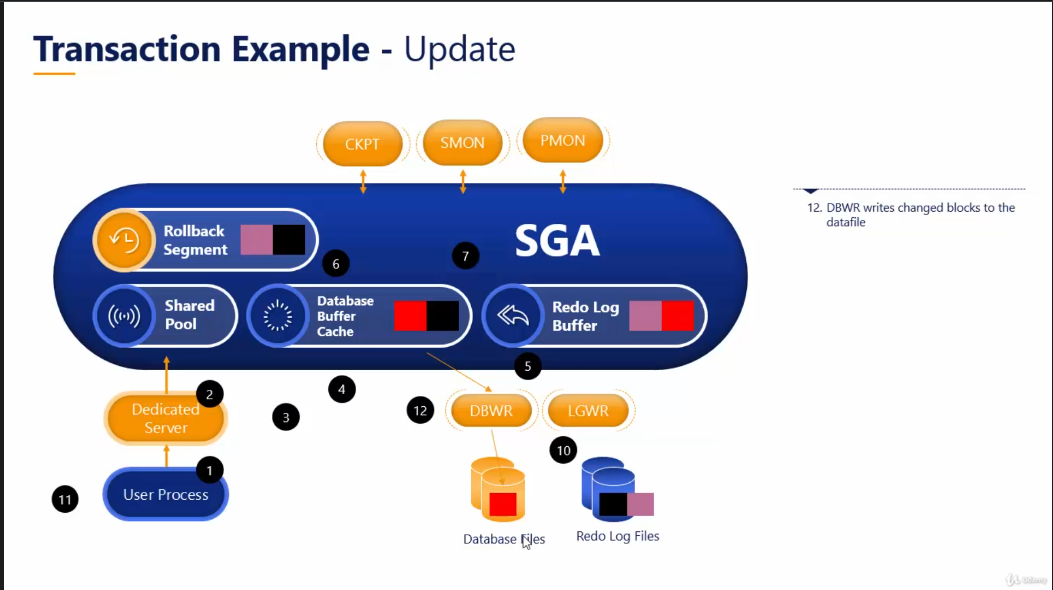 Transaction Example - Update
CKPT
SMON
PMON
Rollback
Segment
6
7
SGA
Shared
Pool
Database
Buffer
Cache
Redo Log
Buffer
5
4
3
2
Dedicated
Server
12
DBWR
LGWR
10
1
User Process
11
Database Files
Redo Log Files
12. DBWR writes changed blocks to the
datafile
Udemy